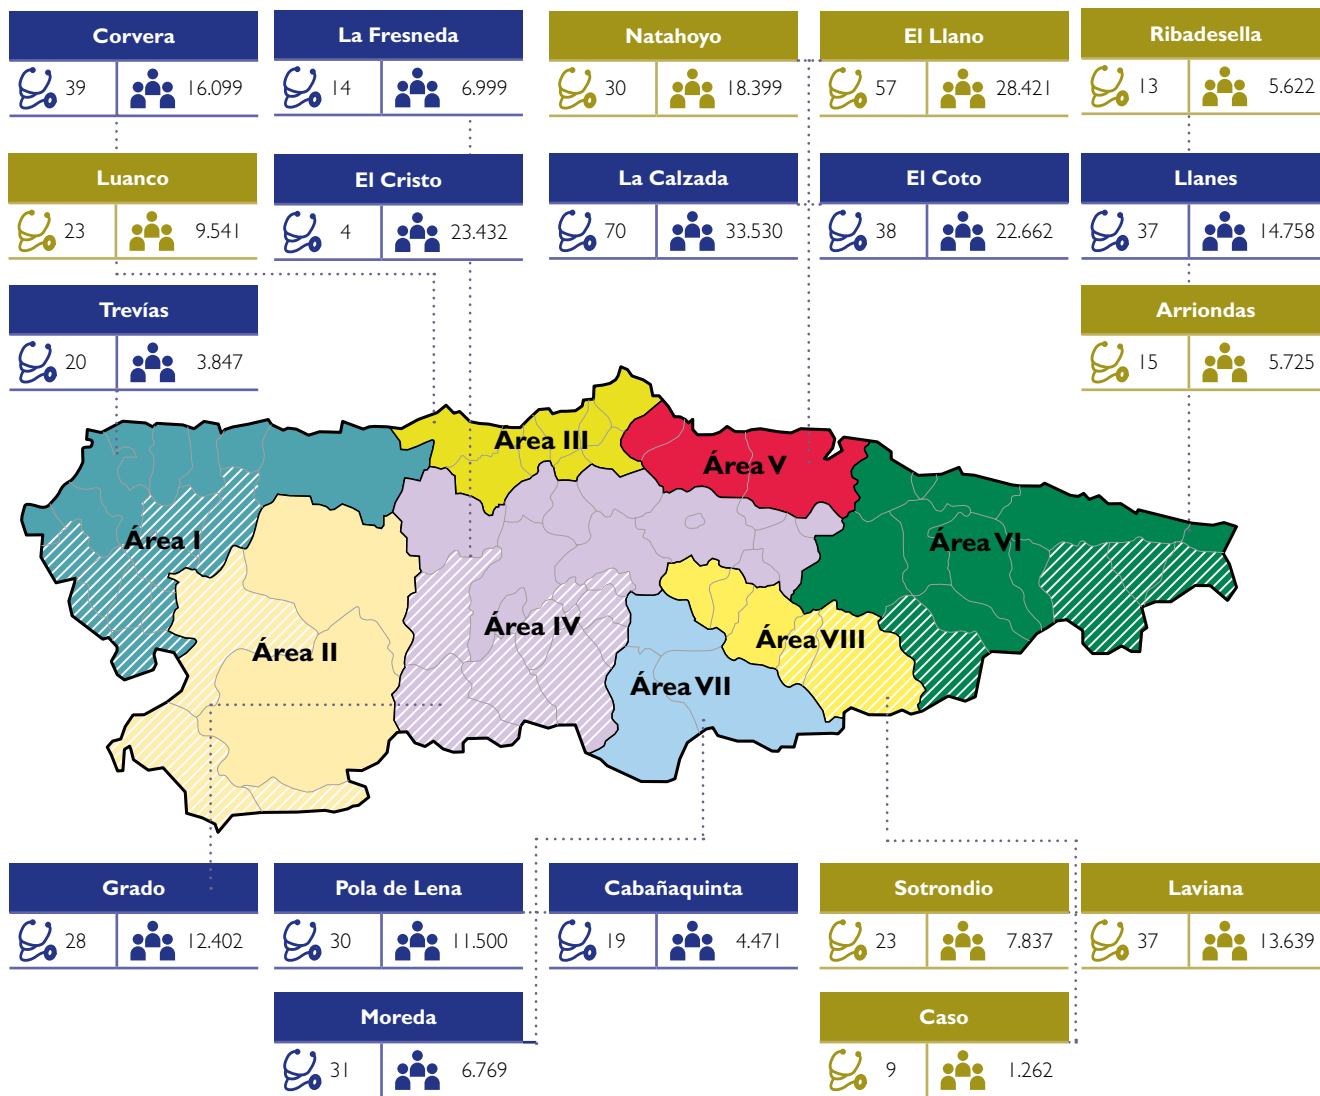 Corvera
39 16.099
La Fresneda
14 6.999
Natahoyo
30 18.399
El Llano
57 28.421
Ribadesella
13 5.622
Luanco
23 9.541
El Cristo
4 23.432
La Calzada
70 33.530
El Coto
38 22.662
Llanes
37 14.758
Trevías
20 3.847
Arriondas
15 5.725
Área III
Área V
Área I
Área VI
Área IV
Área VIII
Área II
Área VII
Grado
28 12.402
Pola de Lena
30 11.500
Cabañaquinta
19 4.471
Sotrondio
23 7.837
Laviana
37 13.639
Moreda
31 6.769
Caso
9 1.262